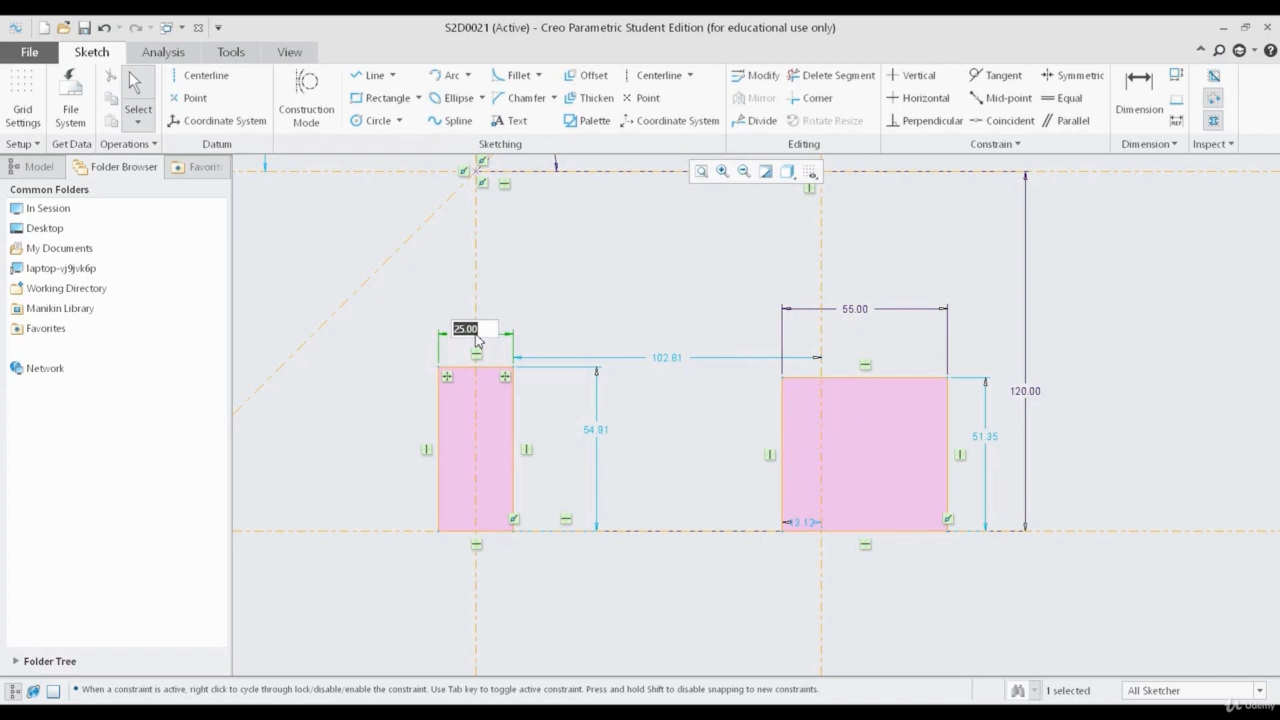 S2D0021 (Active) - Creo Parametric Student Edition (for educational use only)
File Sketch Analysis Tools View
Grid Settings
File System
Select
Centerline
Point
Coordinate System
Construction Mode
Line Arc Fillet Offset Centerline
Rectangle Ellipse Chamfer Thicken Point
Circle Spline Text Palette Coordinate System
Modify Delete Segment
Mirror Corner
Divide Rotate Resize
Vertical Tangent Symmetric
Horizontal Mid-point Equal
Perpendicular Coincident Parallel
Dimension
Setup Get Data Operations Datum Sketching Editing Constrain Dimension Inspect
Model Folder Browser Favorit
Common Folders
In Session
Desktop
My Documents
laptop-vj9jvk6p
Working Directory
Manikin Library
Favorites
Network
Folder Tree
55.00
25.00
102.81
120.00
54.91
51.35
When a constraint is active, right click to cycle through lock/disable/enable the constraint. Use Tab key to toggle active constraint. Press and hold Shift to disable snapping to new constraints.
1 selected
All Sketcher
Udemy